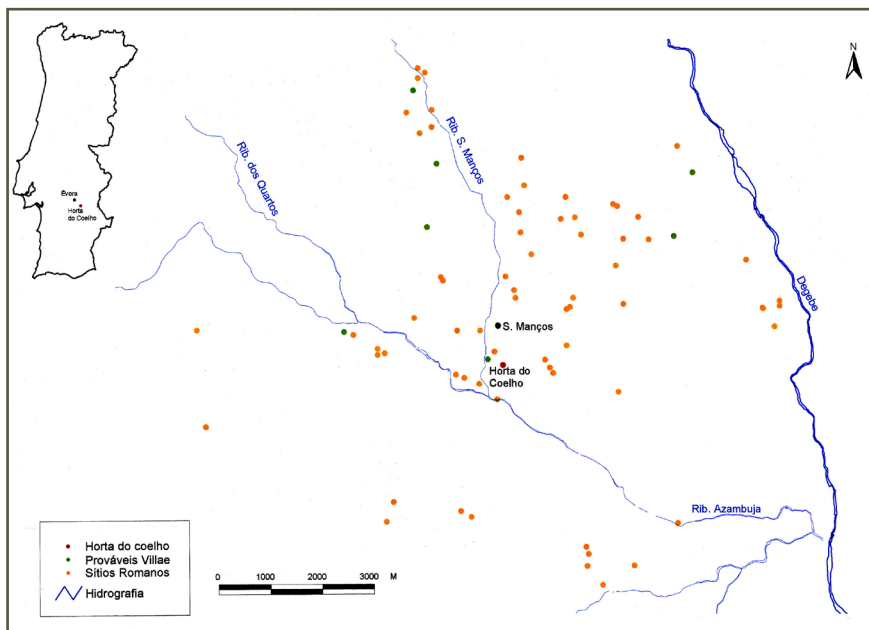 N
Évora
Horta
do Coelho
Rib. dos Quartos
Rib. S. Manços
Degebe
S. Manços
Horta do
Coelho
Rib. Azambuja
Horta do coelho
Prováveis Villae
Sítios Romanos
Hidrografia
0 1000 2000 3000 M